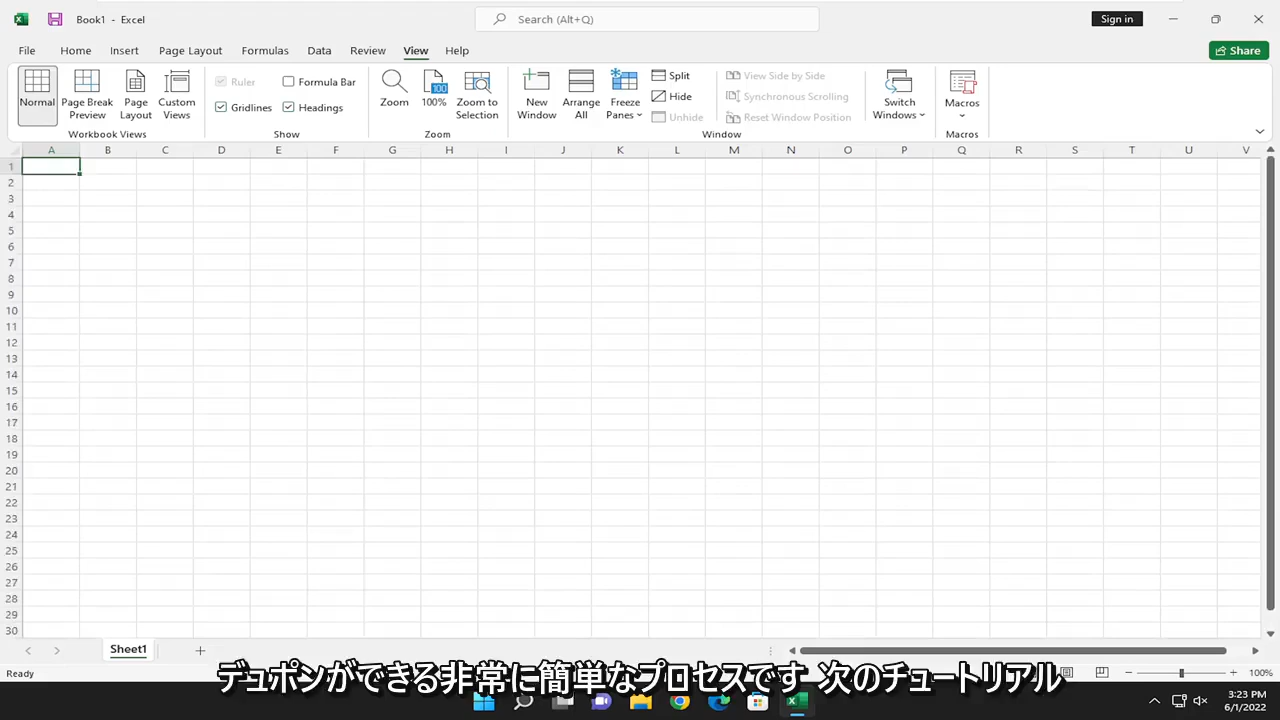 Book1 - Excel
Search (Alt+Q)
Sign in
File Home Insert Page Layout Formulas Data Review View Help
Share
Normal
Page Break Preview
Page Layout
Custom Views
Workbook Views
Ruler
Formula Bar
Gridlines
Headings
Show
Zoom
100%
Zoom to Selection
Zoom
New Window
Arrange All
Freeze Panes
Split
Hide
Unhide
View Side by Side
Synchronous Scrolling
Reset Window Position
Window
Switch Windows
Macros
Macros
A B C D E F G H I J K L M N O P Q R S T U V
1
2
3
4
5
6
7
8
9
10
11
12
13
14
15
16
17
18
19
20
21
22
23
24
25
26
27
28
29
30
Sheet1
Ready
100%
デュポンができる非常に簡単なプロセスです 次のチュートリアル
3:23 PM
6/1/2022